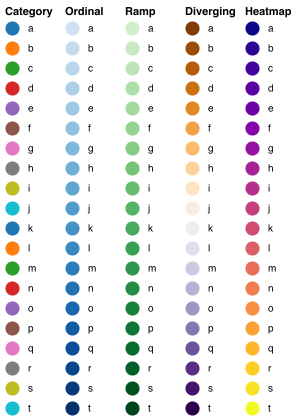 Category Ordinal Ramp Diverging Heatmap
a a a a a
b b b b b
c c c c c
d d d d d
e e e e e
f f f f f
g g g g g
h h h h h
i i i i i
j j j j j
k k k k k
l l l l l
m m m m m
n n n n n
o o o o o
p p p p p
q q q q q
r r r r r
s s s s s
t t t t t